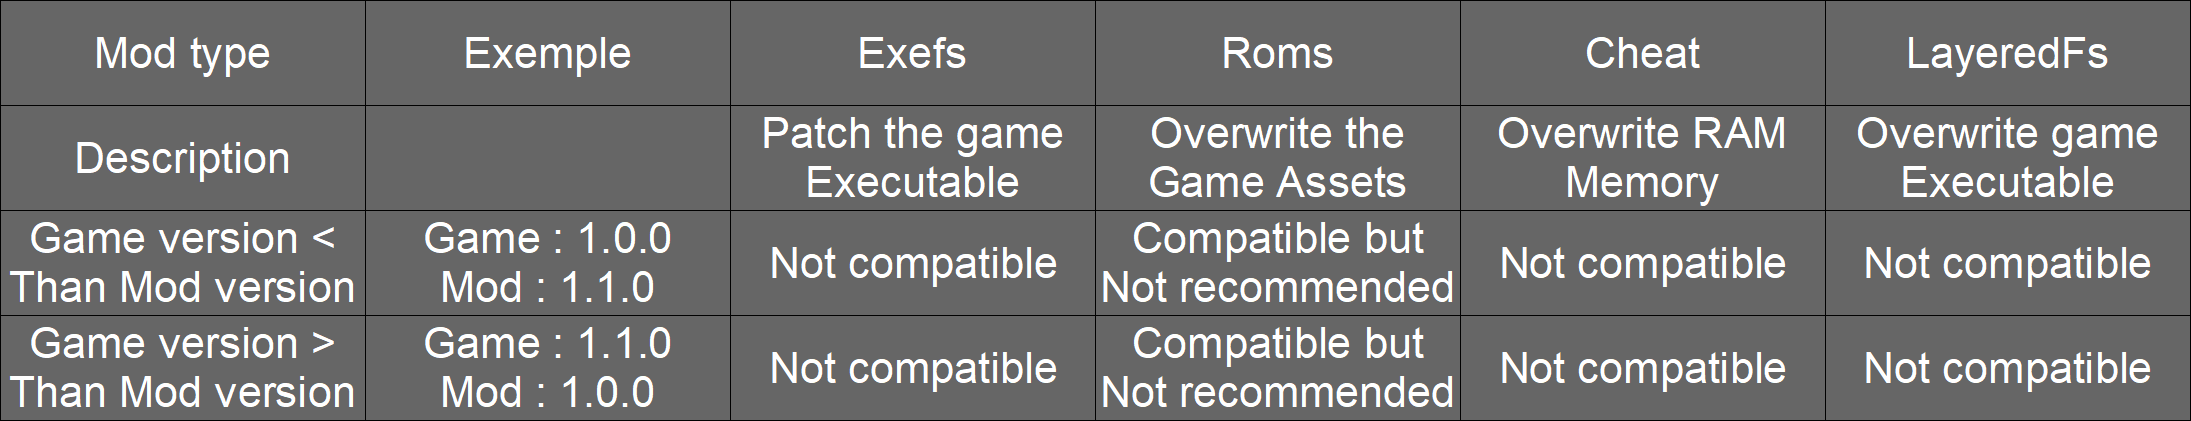 Mod type
Exemple
Exefs
Roms
Cheat
LayeredFs
Description
Patch the game
Executable
Overwrite the
Game Assets
Overwrite RAM
Memory
Overwrite game
Executable
Game version <
Than Mod version
Game : 1.0.0
Mod : 1.1.0
Not compatible
Compatible but
Not recommended
Not compatible
Not compatible
Game version >
Than Mod version
Game : 1.1.0
Mod : 1.0.0
Not compatible
Compatible but
Not recommended
Not compatible
Not compatible